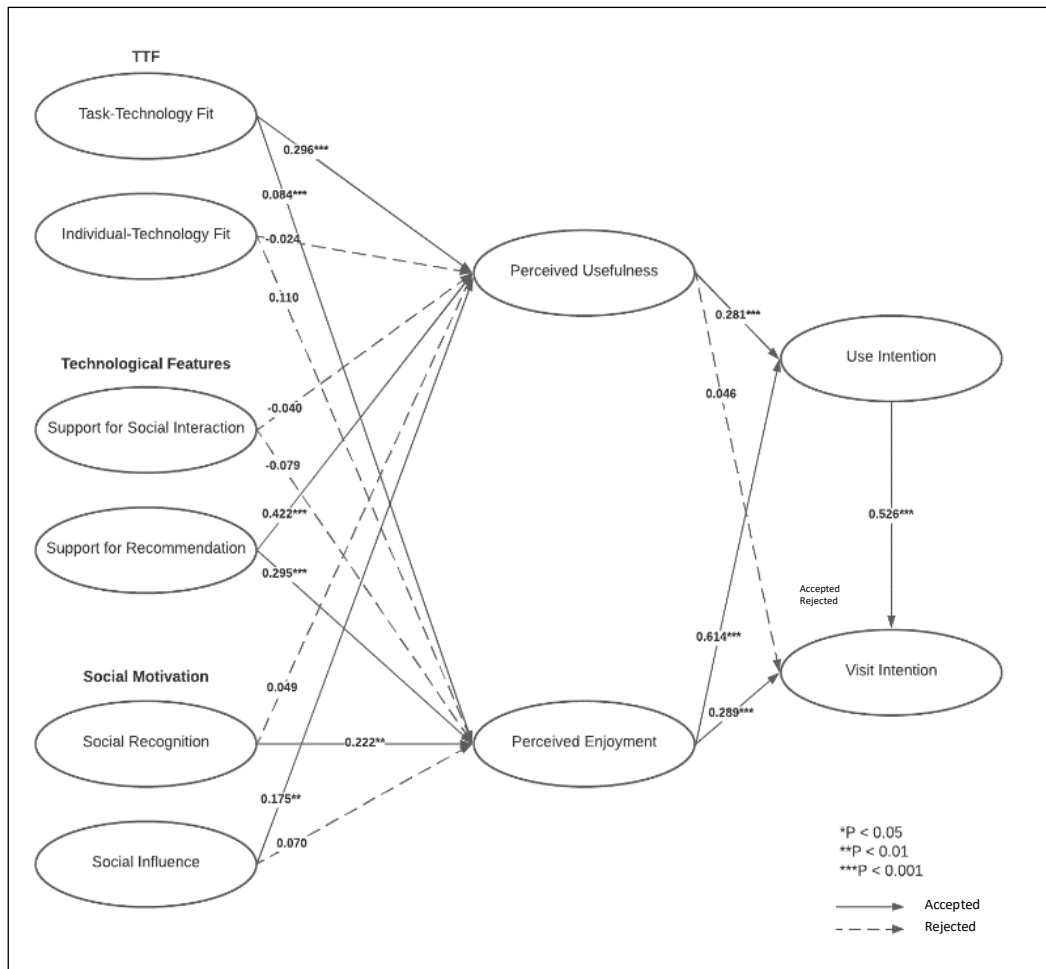 TTF
Task-Technology Fit
0.296***
0.084***
Individual-Technology Fit
-0.024
Perceived Usefulness
0.110
0.281***
Use Intention
Technological Features
0.046
-0.040
Support for Social Interaction
-0.079
0.422***
0.526***
Support for Recommendation
0.295***
Accepted
Rejected
0.614***
Social Motivation
Visit Intention
0.049
0.289***
Social Recognition
0.222**
Perceived Enjoyment
0.175**
0.070
Social Influence
*P < 0.05
**P < 0.01
***P < 0.001
Accepted
Rejected